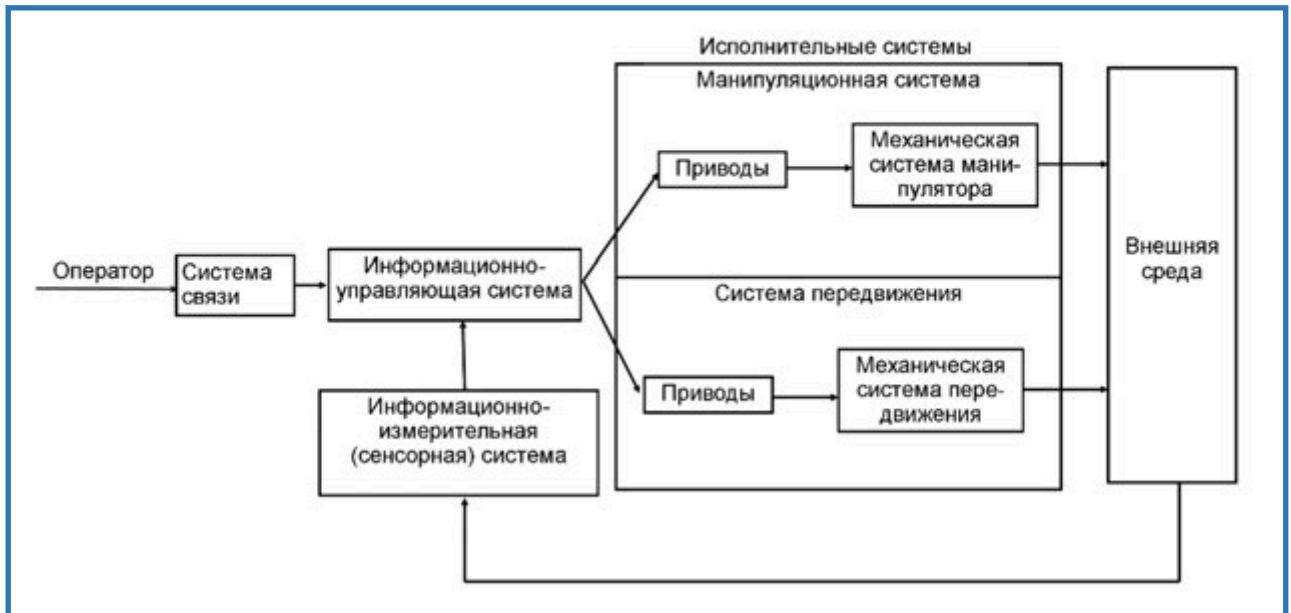 Исполнительные системы
Манипуляционная система
Приводы
Механическая
система мани-
пулятора
Внешняя
среда
Оператор
Система
связи
Информационно-
управляющая система
Система передвижения
Приводы
Механическая
система пере-
движения
Информационно-
измерительная
(сенсорная) система